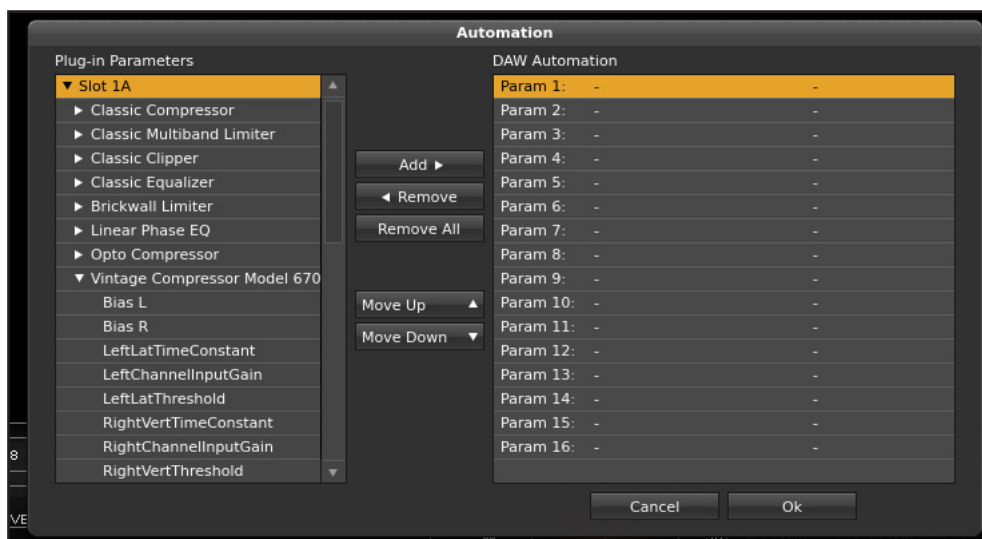 Automation
Plug-in Parameters
Slot 1A
Classic Compressor
Classic Multiband Limiter
Classic Clipper
Classic Equalizer
Brickwall Limiter
Linear Phase EQ
Opto Compressor
Vintage Compressor Model 670
Bias L
Bias R
LeftLatTimeConstant
LeftChannelInputGain
LeftLatThreshold
RightVertTimeConstant
RightChannelInputGain
RightVertThreshold
Add
Remove
Remove All
Move Up
Move Down
DAW Automation
Param 1: - -
Param 2: - -
Param 3: - -
Param 4: - -
Param 5: - -
Param 6: - -
Param 7: - -
Param 8: - -
Param 9: - -
Param 10: - -
Param 11: - -
Param 12: - -
Param 13: - -
Param 14: - -
Param 15: - -
Param 16: - -
Cancel
Ok
8
VE